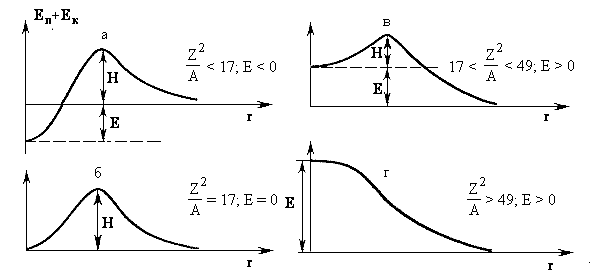 Eп+Eк
а
Z²/A < 17; E < 0
H
E
r
в
H
17 < Z²/A < 49; E > 0
E
r
б
Z²/A = 17; E = 0
H
r
г
Z²/A > 49; E > 0
E
r